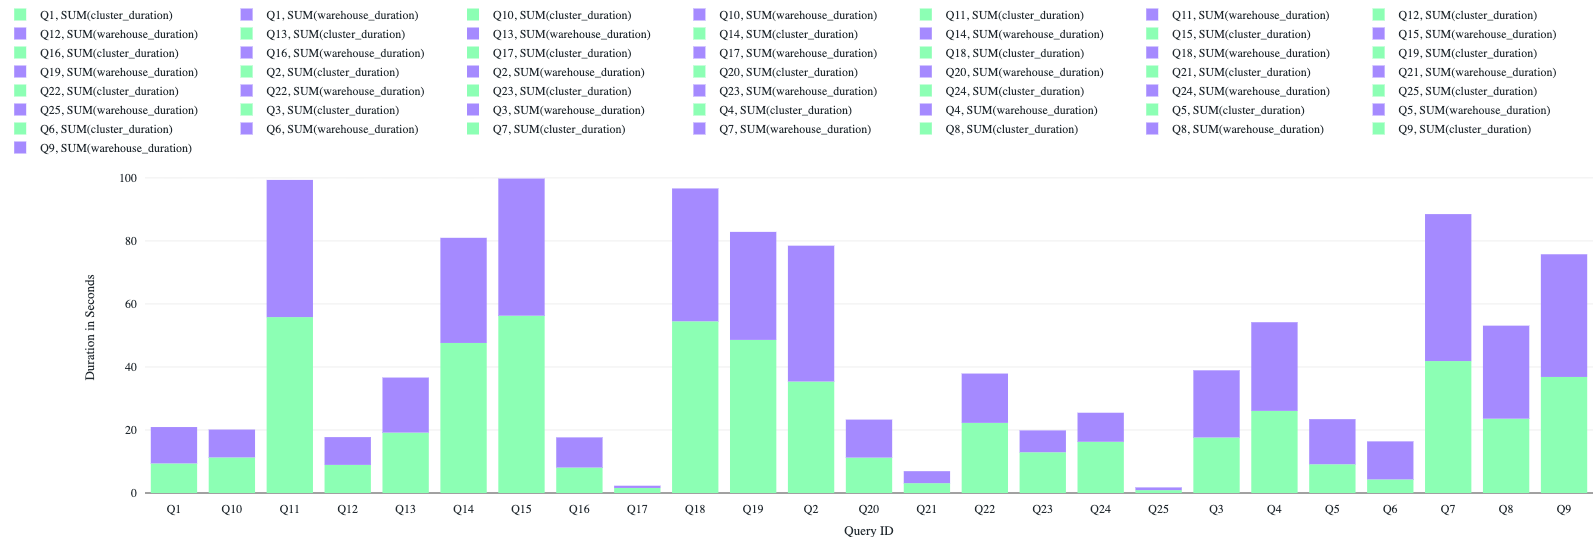 Q1, SUM(cluster_duration) Q1, SUM(warehouse_duration) Q10, SUM(cluster_duration) Q10, SUM(warehouse_duration) Q11, SUM(cluster_duration) Q11, SUM(warehouse_duration) Q12, SUM(cluster_duration)
Q12, SUM(warehouse_duration) Q13, SUM(cluster_duration) Q13, SUM(warehouse_duration) Q14, SUM(cluster_duration) Q14, SUM(warehouse_duration) Q15, SUM(cluster_duration) Q15, SUM(warehouse_duration)
Q16, SUM(cluster_duration) Q16, SUM(warehouse_duration) Q17, SUM(cluster_duration) Q17, SUM(warehouse_duration) Q18, SUM(cluster_duration) Q18, SUM(warehouse_duration) Q19, SUM(cluster_duration)
Q19, SUM(warehouse_duration) Q2, SUM(cluster_duration) Q2, SUM(warehouse_duration) Q20, SUM(cluster_duration) Q20, SUM(warehouse_duration) Q21, SUM(cluster_duration) Q21, SUM(warehouse_duration)
Q22, SUM(cluster_duration) Q22, SUM(warehouse_duration) Q23, SUM(cluster_duration) Q23, SUM(warehouse_duration) Q24, SUM(cluster_duration) Q24, SUM(warehouse_duration) Q25, SUM(cluster_duration)
Q25, SUM(warehouse_duration) Q3, SUM(cluster_duration) Q3, SUM(warehouse_duration) Q4, SUM(cluster_duration) Q4, SUM(warehouse_duration) Q5, SUM(cluster_duration) Q5, SUM(warehouse_duration)
Q6, SUM(cluster_duration) Q6, SUM(warehouse_duration) Q7, SUM(cluster_duration) Q7, SUM(warehouse_duration) Q8, SUM(cluster_duration) Q8, SUM(warehouse_duration) Q9, SUM(cluster_duration)
Q9, SUM(warehouse_duration)
100
80
60
40
20
0
Duration in Seconds
Q1 Q10 Q11 Q12 Q13 Q14 Q15 Q16 Q17 Q18 Q19 Q2 Q20 Q21 Q22 Q23 Q24 Q25 Q3 Q4 Q5 Q6 Q7 Q8 Q9
Query ID